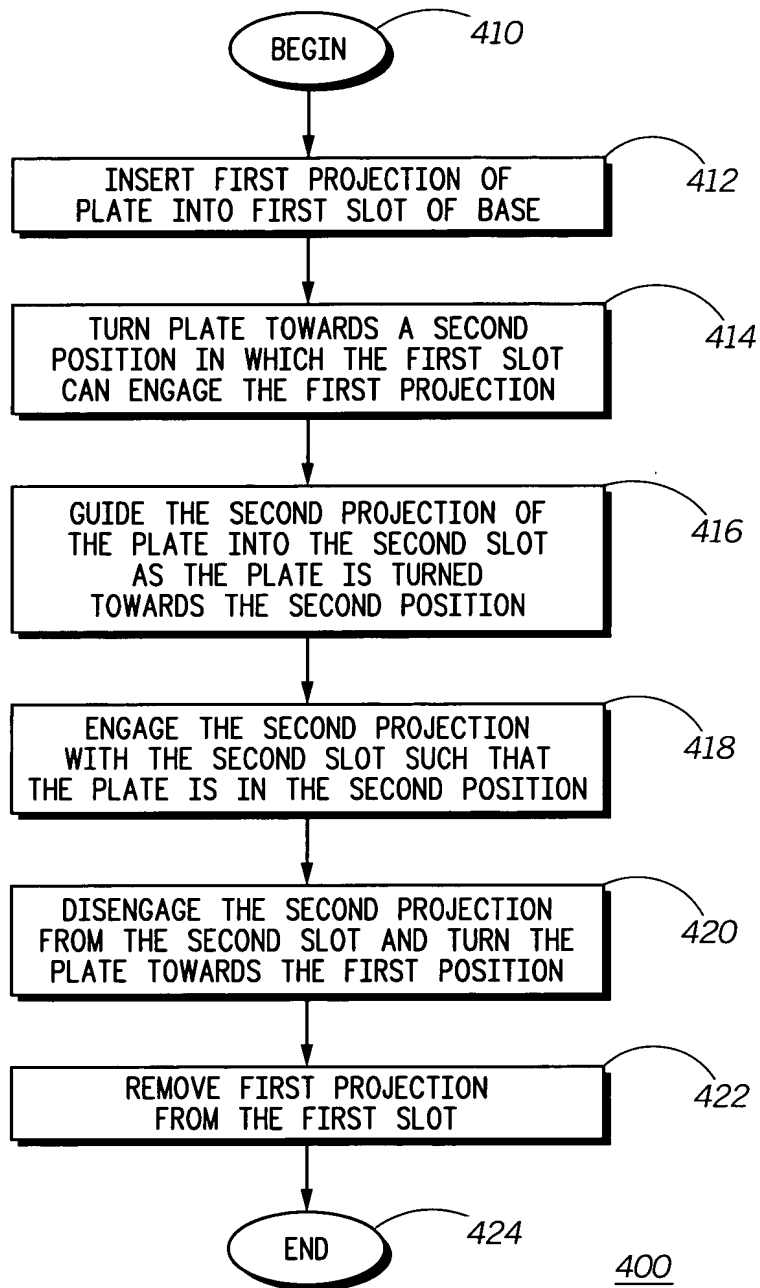 BEGIN
410
INSERT FIRST PROJECTION OF
PLATE INTO FIRST SLOT OF BASE
412
TURN PLATE TOWARDS A SECOND
POSITION IN WHICH THE FIRST SLOT
CAN ENGAGE THE FIRST PROJECTION
414
GUIDE THE SECOND PROJECTION OF
THE PLATE INTO THE SECOND SLOT
AS THE PLATE IS TURNED
TOWARDS THE SECOND POSITION
416
ENGAGE THE SECOND PROJECTION
WITH THE SECOND SLOT SUCH THAT
THE PLATE IS IN THE SECOND POSITION
418
DISENGAGE THE SECOND PROJECTION
FROM THE SECOND SLOT AND TURN THE
PLATE TOWARDS THE FIRST POSITION
420
REMOVE FIRST PROJECTION
FROM THE FIRST SLOT
422
END
424
400